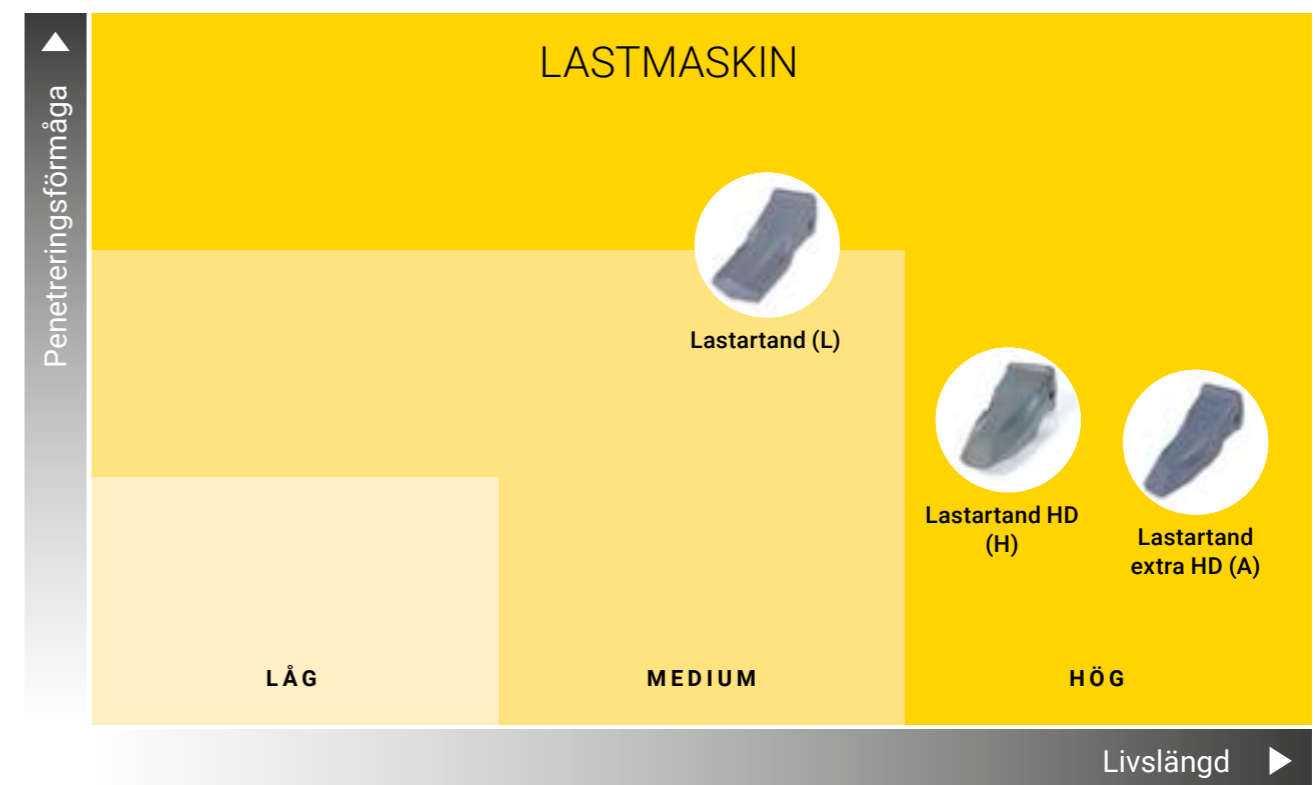 LASTMASKIN
Penetreringsförmåga
Lastartand (L)
Lastartand HD
(H)
Lastartand
extra HD (A)
LÅG
MEDIUM
HÖG
Livslängd